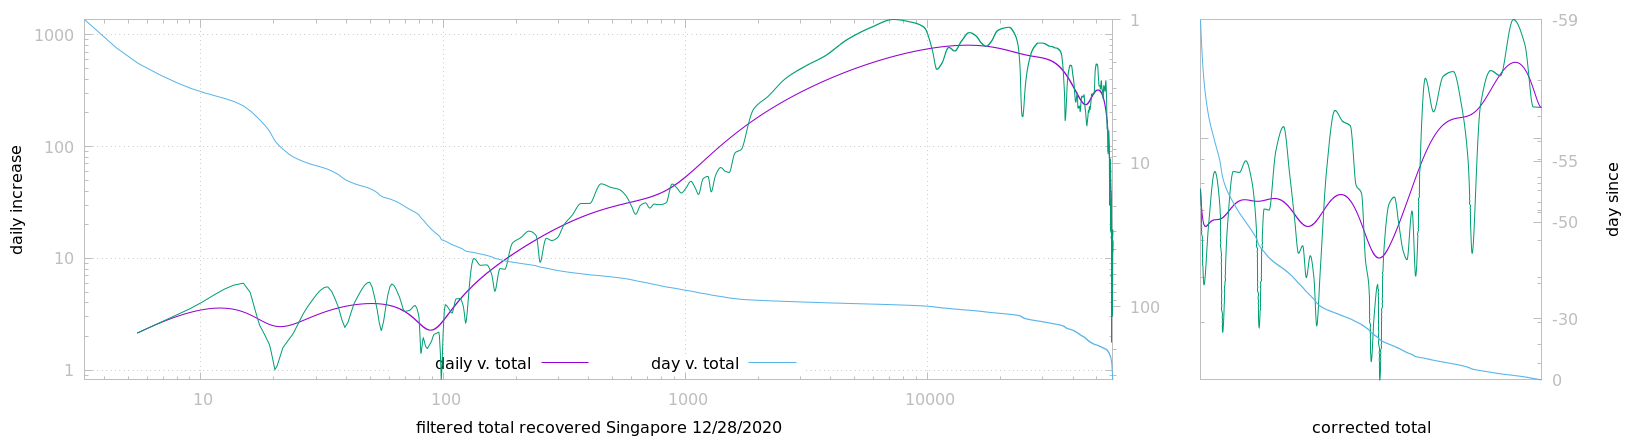 1000
100
10
1
daily increase
10
100
1000
10000
filtered total recovered Singapore 12/28/2020
daily v. total
day v. total
1
10
100
-59
-55
-50
-30
0
day since
corrected total